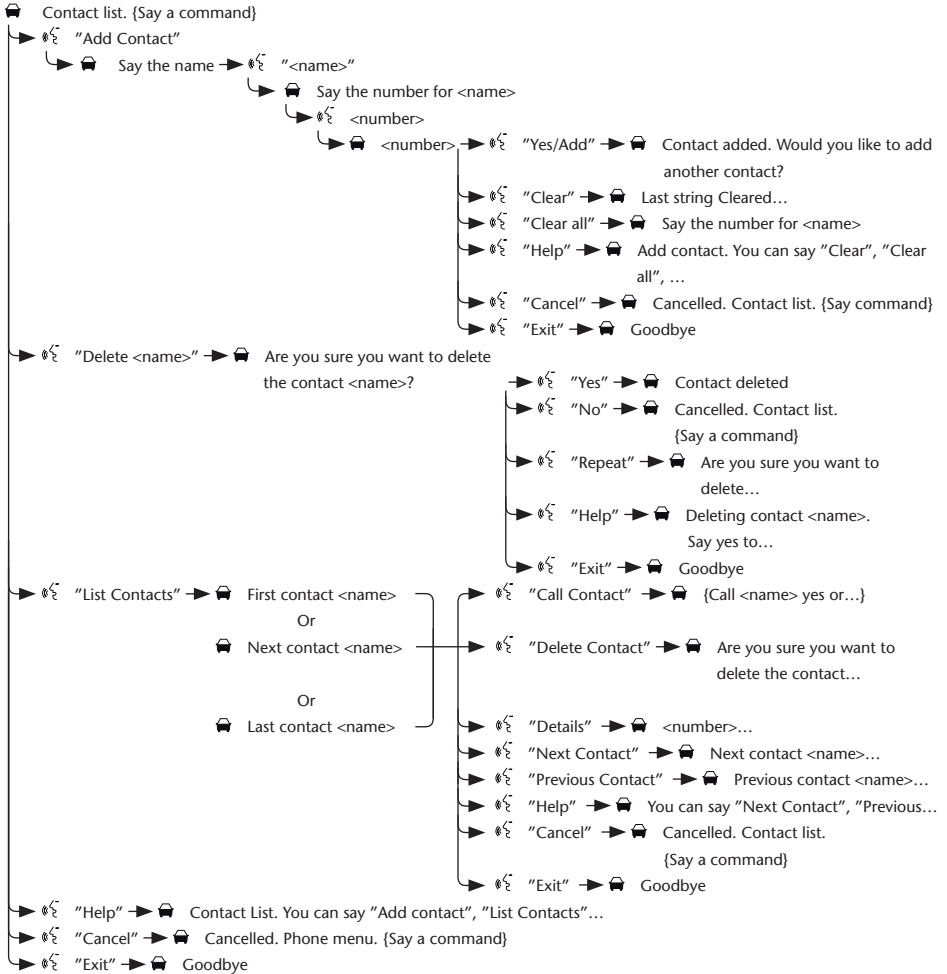 Contact list. {Say a command}
"Add Contact"
Say the name "<name>"
Say the number for <name>
<number>
<number> "Yes/Add" Contact added. Would you like to add
another contact?
"Clear" Last string Cleared…
"Clear all" Say the number for <name>
"Help" Add contact. You can say "Clear", "Clear
all", …
"Cancel" Cancelled. Contact list. {Say command}
"Exit" Goodbye
"Delete <name>" Are you sure you want to delete
the contact <name>?
"Yes" Contact deleted
"No" Cancelled. Contact list.
{Say a command}
"Repeat" Are you sure you want to
delete…
"Help" Deleting contact <name>.
Say yes to…
"Exit" Goodbye
"List Contacts" First contact <name> "Call Contact" {Call <name> yes or…}
Or
Next contact <name> "Delete Contact" Are you sure you want to
delete the contact…
Or
Last contact <name> "Details" <number>…
"Next Contact" Next contact <name>…
"Previous Contact" Previous contact <name>…
"Help" You can say "Next Contact", "Previous…
"Cancel" Cancelled. Contact list.
{Say a command}
"Exit" Goodbye
"Help" Contact List. You can say "Add contact", "List Contacts"…
"Cancel" Cancelled. Phone menu. {Say a command}
"Exit" Goodbye